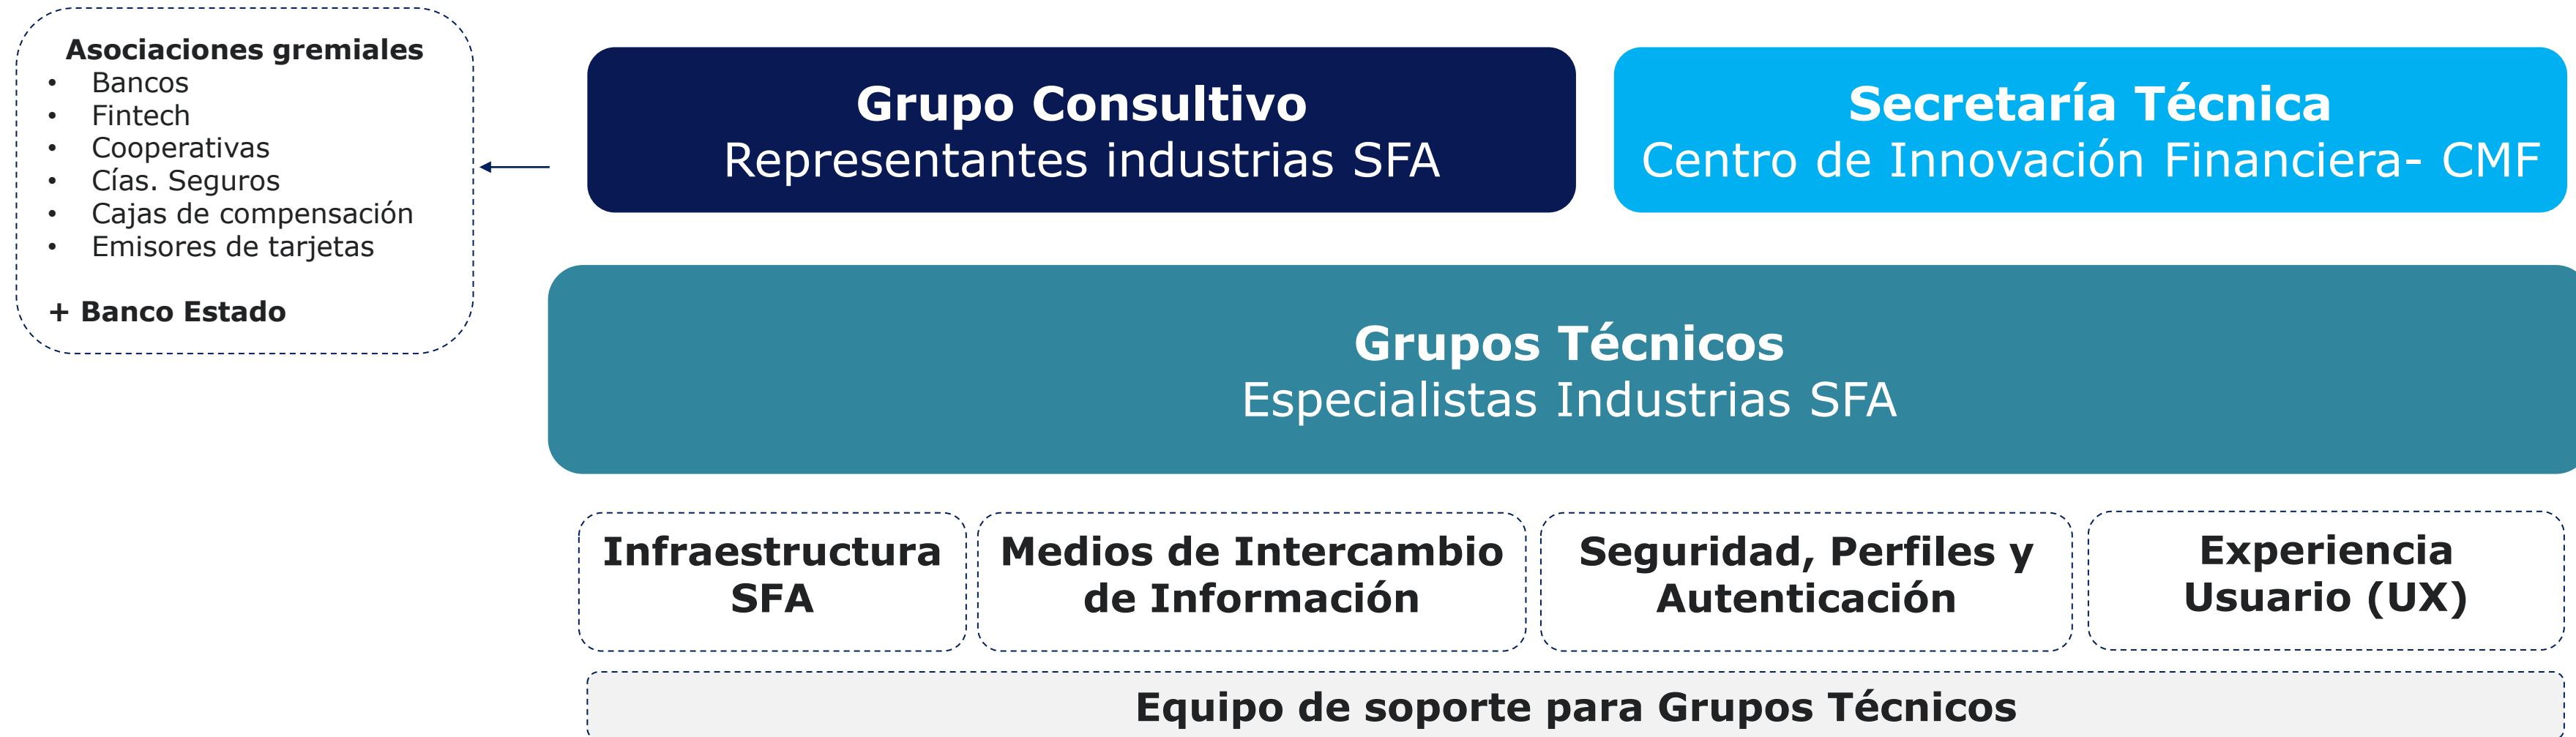 Asociaciones gremiales
• Bancos
• Fintech
• Cooperativas
• Cías. Seguros
• Cajas de compensación
• Emisores de tarjetas
+ Banco Estado
Grupo Consultivo
Representantes industrias SFA
Secretaría Técnica
Centro de Innovación Financiera- CMF
Grupos Técnicos
Especialistas Industrias SFA
Infraestructura
SFA
Medios de Intercambio
de Información
Seguridad, Perfiles y
Autenticación
Experiencia
Usuario (UX)
Equipo de soporte para Grupos Técnicos